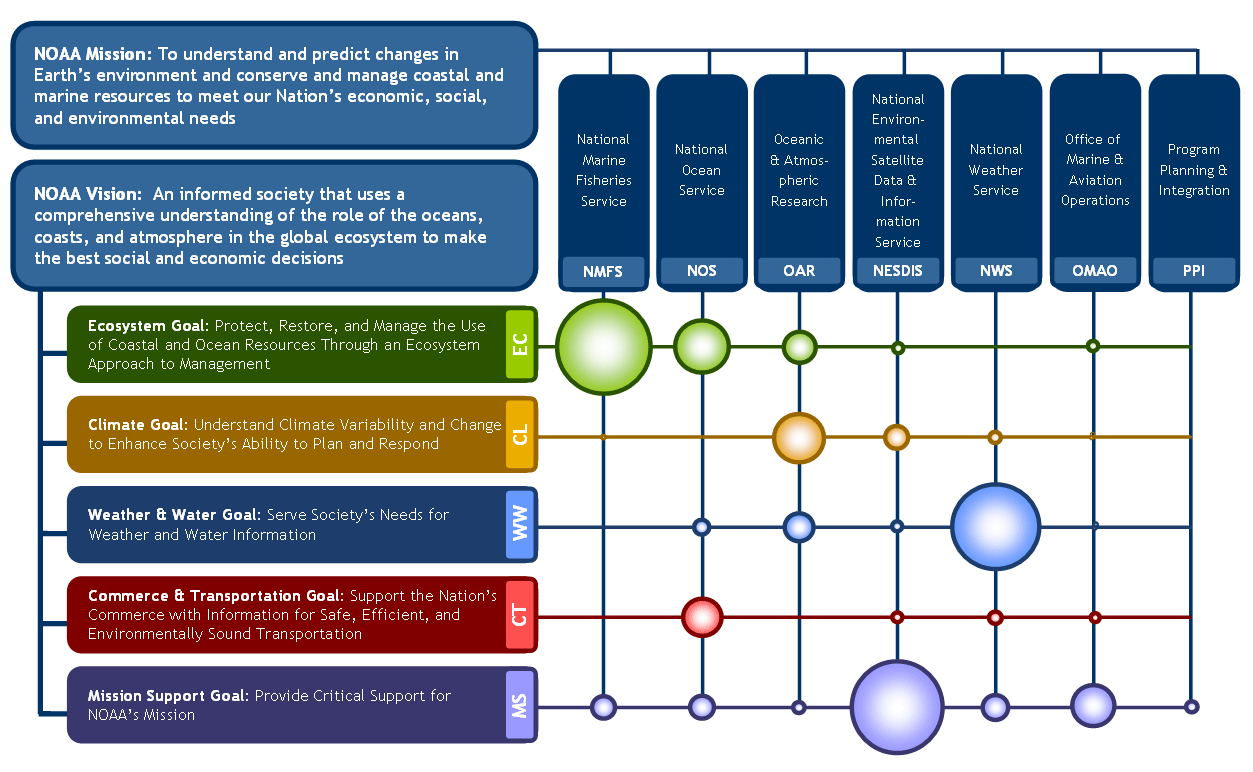 NOAA Mission: To understand and predict changes in
Earth's environment and conserve and manage coastal and
marine resources to meet our Nation's economic, social,
and environmental needs
NOAA Vision:  An informed society that uses a
comprehensive understanding of the role of the oceans,
coasts, and atmosphere in the global ecosystem to make
the best social and economic decisions
National
Marine
Fisheries
Service
NMFS
National
Ocean
Service
NOS
Oceanic
& Atmos-
pheric
Research
OAR
National
Environ-
mental
Satellite
Data &
Infor-
mation
Service
NESDIS
National
Weather
Service
NWS
Office of
Marine &
Aviation
Operations
OMAO
Program
Planning &
Integration
PPI
Ecosystem Goal: Protect, Restore, and Manage the Use
of Coastal and Ocean Resources Through an Ecosystem
Approach to Management
EC
Climate Goal: Understand Climate Variability and Change
to Enhance Society's Ability to Plan and Respond
CL
Weather & Water Goal: Serve Society's Needs for
Weather and Water Information
WW
Commerce & Transportation Goal: Support the Nation's
Commerce with Information for Safe, Efficient, and
Environmentally Sound Transportation
CT
Mission Support Goal: Provide Critical Support for
NOAA's Mission
MS